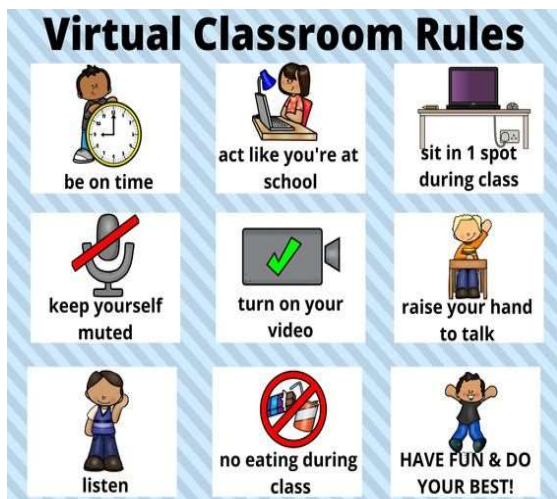 Virtual Classroom Rules
be on time
act like you're at
school
sit in 1 spot
during class
keep yourself
muted
turn on your
video
raise your hand
to talk
listen
no eating during
class
HAVE FUN & DO
YOUR BEST!